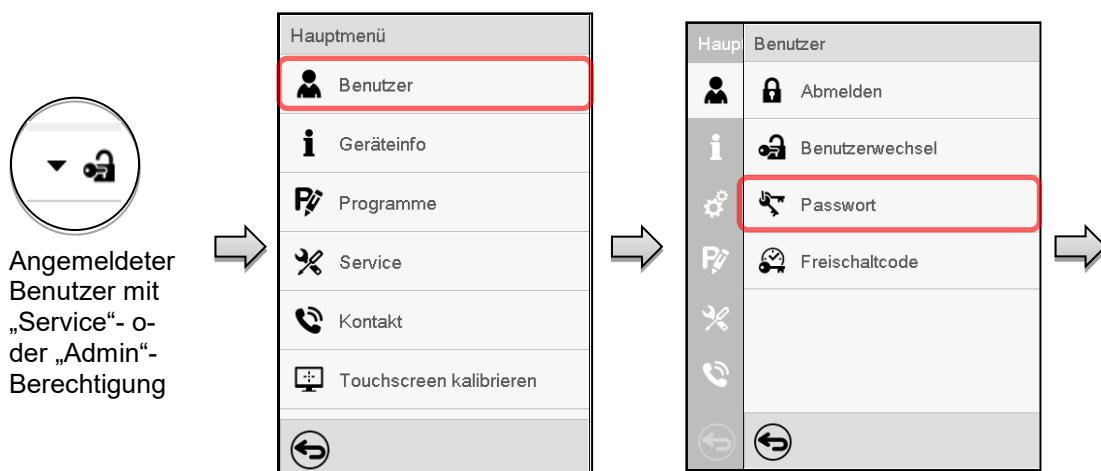 Angemeldeter
Benutzer mit
„Service“- o-
der „Admin“-
Berechtigung
Hauptmenü
Benutzer
Geräteinfo
Programme
Service
Kontakt
Touchscreen kalibrieren
Haup
Benutzer
Abmelden
Benutzerwechsel
Passwort
Freischaltcode